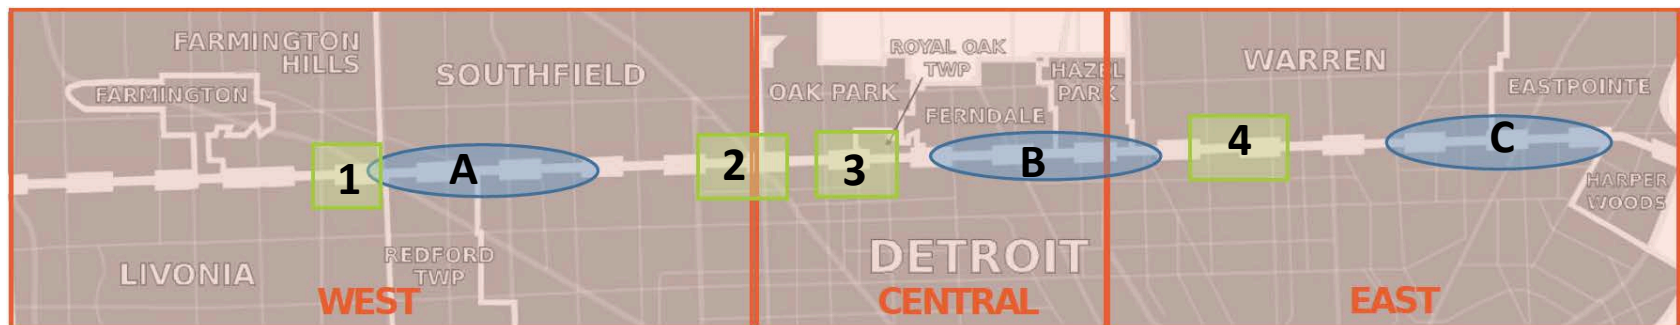 FARMINGTON
HILLS
SOUTHFIELD
FARMINGTON
ROYAL OAK
TWP
HAZEL
PARK
OAK PARK
FERNDALE
WARREN
EASTPOINTE
1
A
2
3
B
4
C
HARPER
WOODS
LIVONIA
REDFORD
TWP
DETROIT
WEST
CENTRAL
EAST